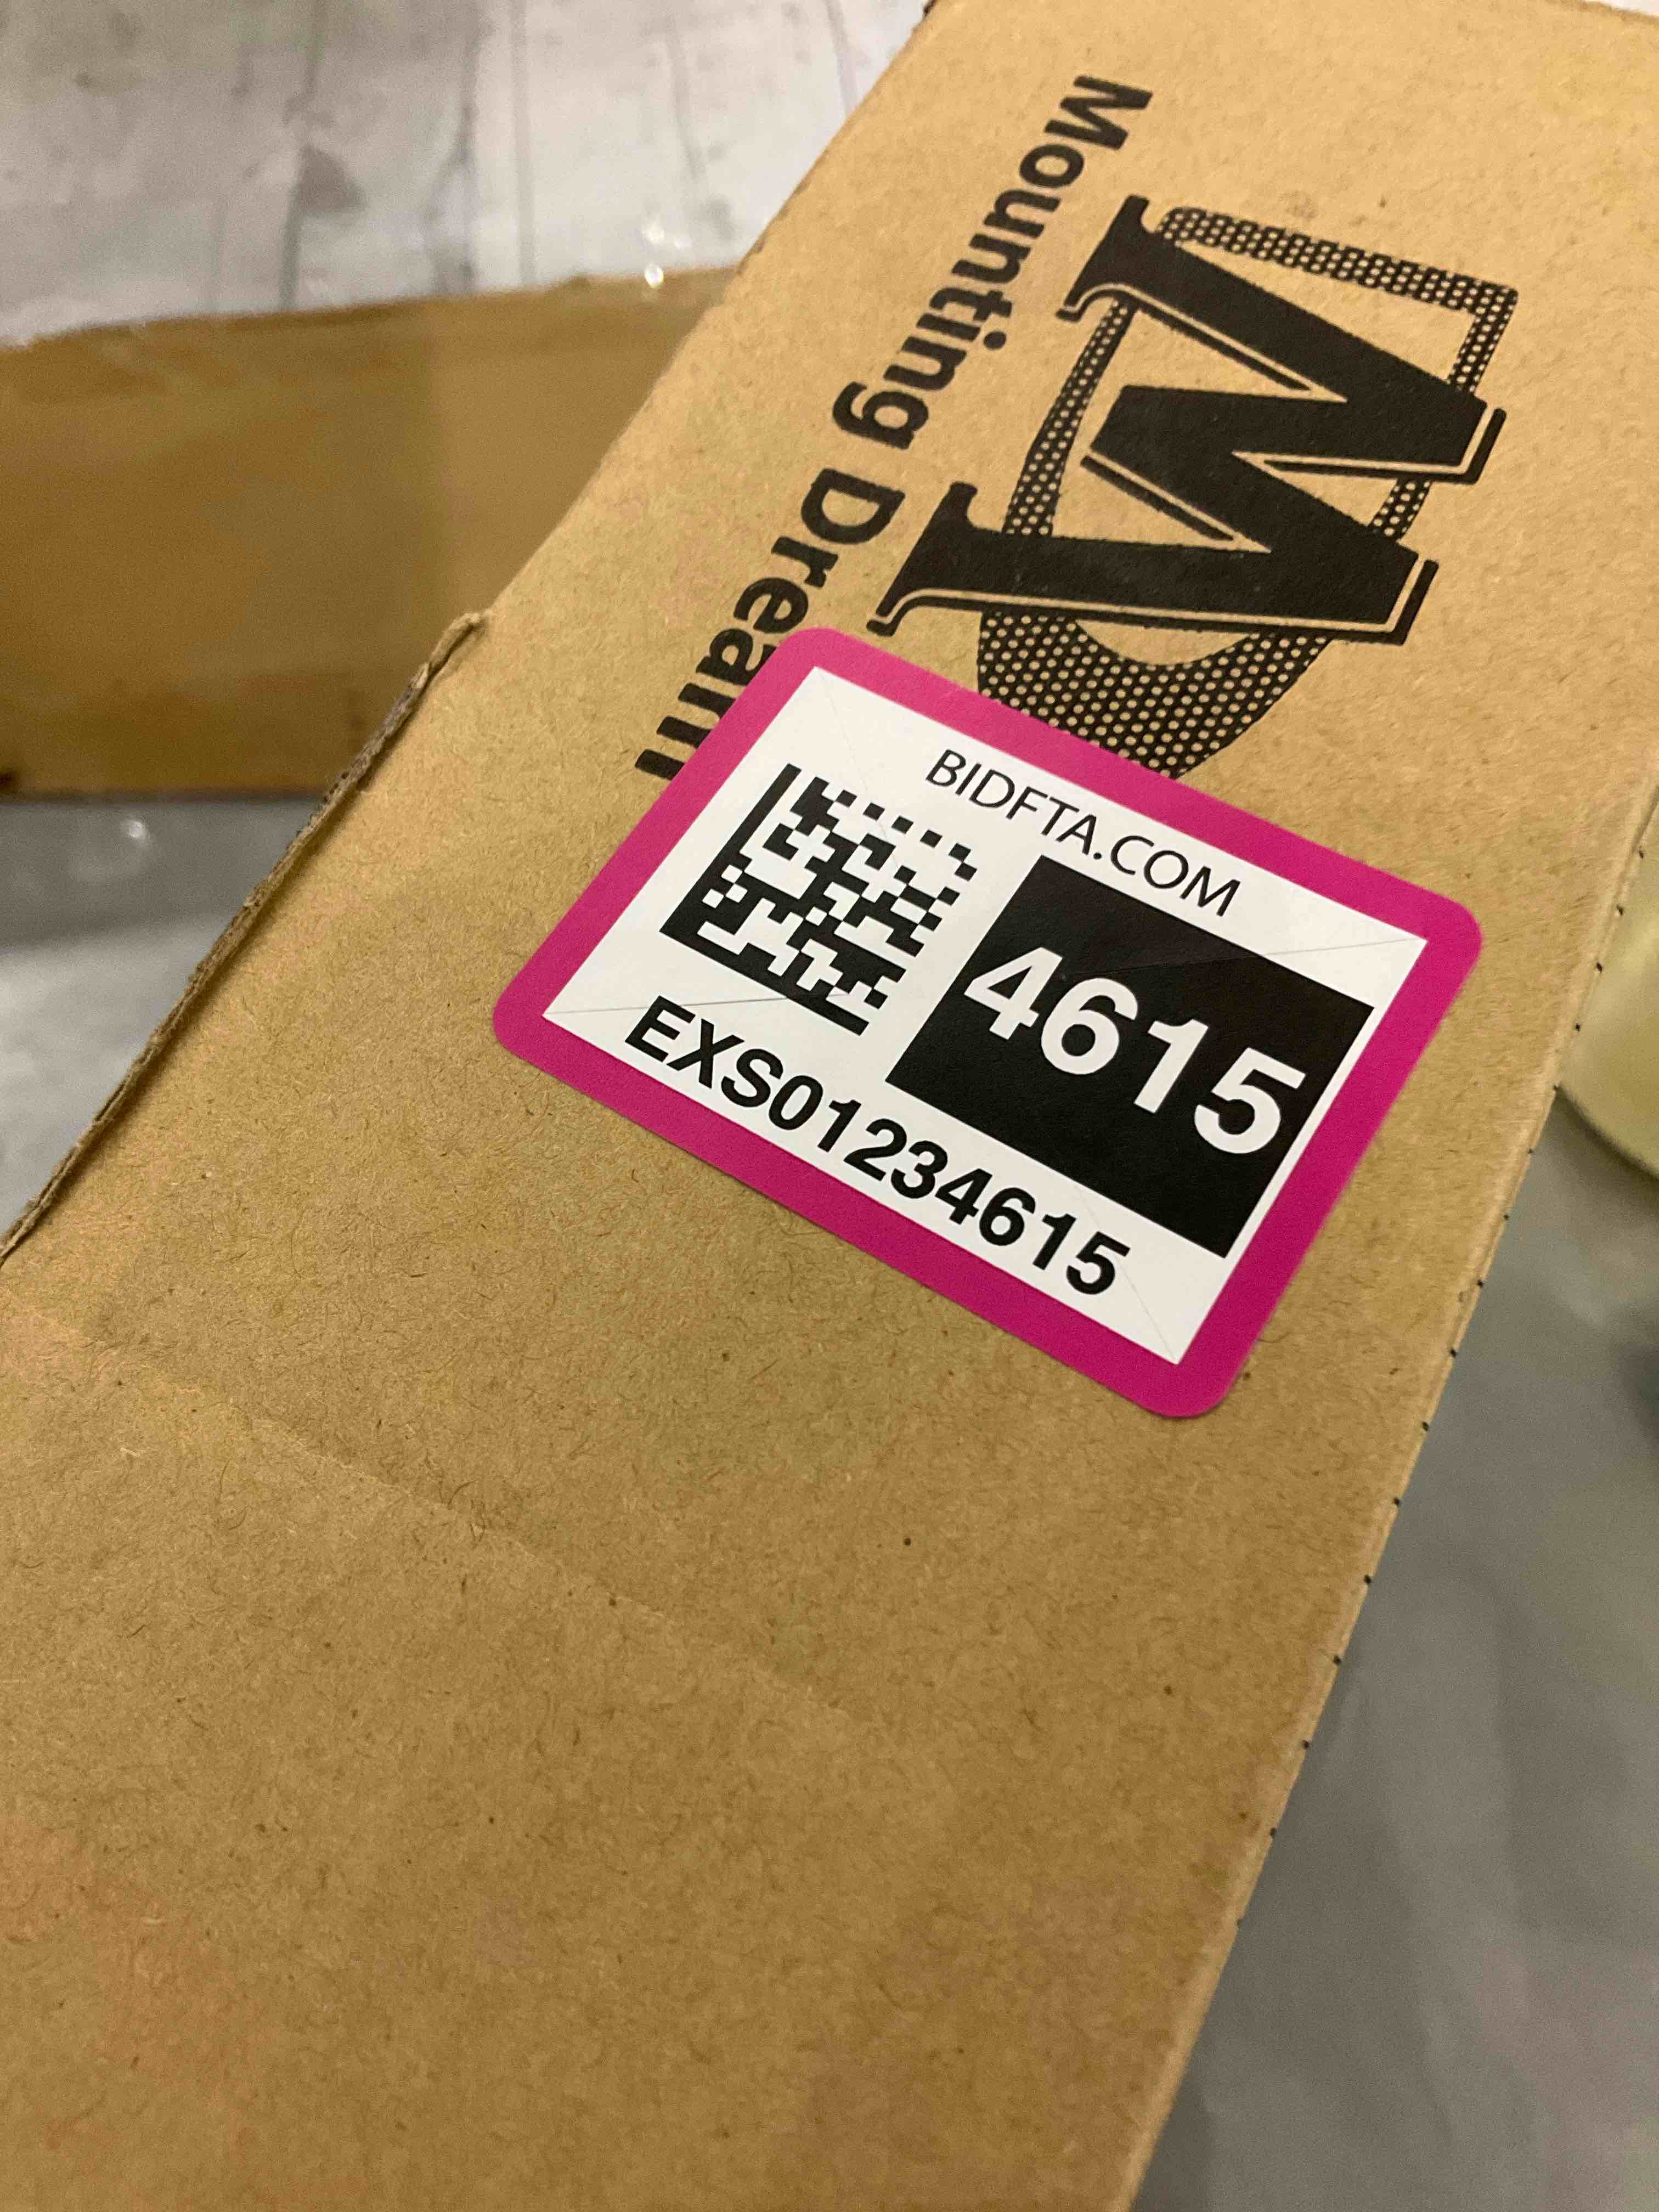 Mounting Dream
BIDFTA.COM
4615
EXS01234615